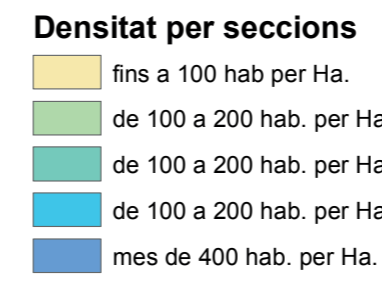 Densitat per seccions
fins a 100 hab per Ha.
de 100 a 200 hab. per Ha
de 100 a 200 hab. per Ha
de 100 a 200 hab. per Ha
mes de 400 hab. per Ha.